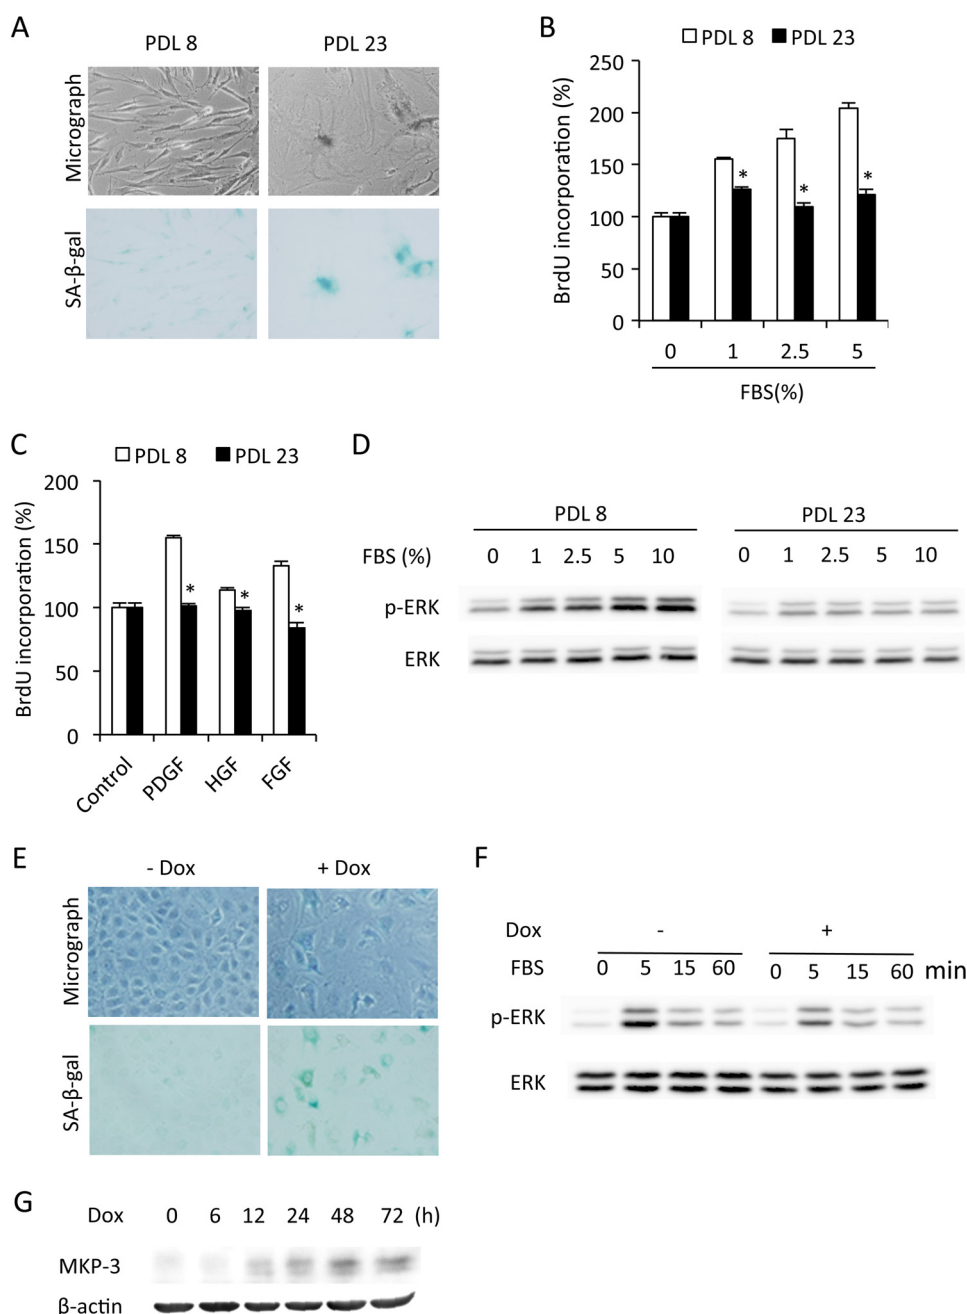 A
PDL 8 PDL 23
Micrograph
SA-β-gal
B
PDL 8 PDL 23
BrdU incorporation (%)
250
200
150
100
50
0
* * *
0 1 2.5 5
FBS(%)
C
PDL 8 PDL 23
BrdU incorporation (%)
200
150
100
50
0
* * *
Control PDGF HGF FGF
D
PDL 8 PDL 23
FBS (%) 0 1 2.5 5 10 0 1 2.5 5 10
p-ERK
ERK
E
- Dox + Dox
Micrograph
SA-β-gal
F
Dox - +
FBS 0 5 15 60 0 5 15 60 min
p-ERK
ERK
G
Dox 0 6 12 24 48 72 (h)
MKP-3
β-actin